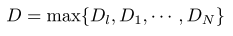 D = max{D_l, D_1, ⋯ , D_N}